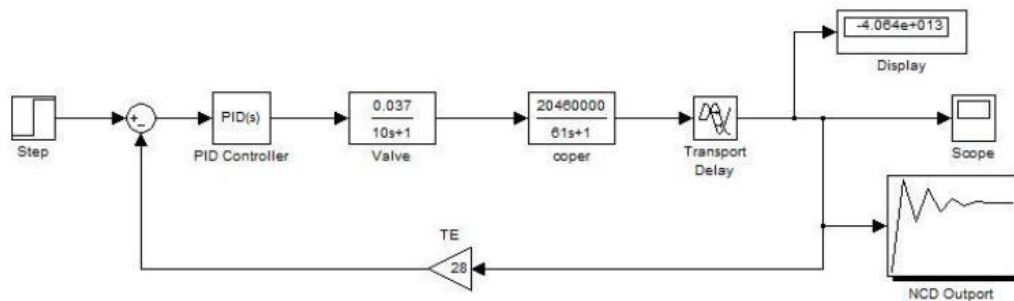 -4.064e+013
Display
Step
+
-
PID(s)
PID Controller
0.037
10s+1
Valve
20460000
61s+1
coper
Transport
Delay
Scope
TE
28
NCD Outport